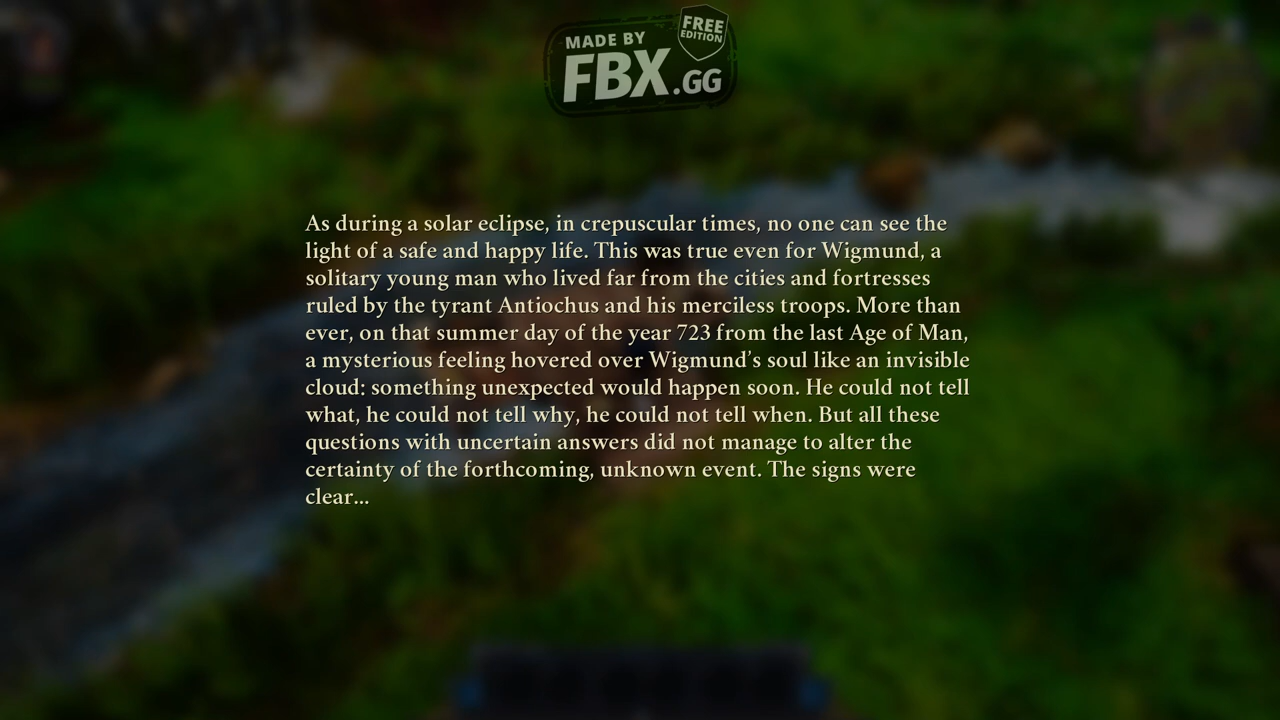 MADE BY
FREE
EDITION
FBX.GG
As during a solar eclipse, in crepuscular times, no one can see the
light of a safe and happy life. This was true even for Wigmund, a
solitary young man who lived far from the cities and fortresses
ruled by the tyrant Antiochus and his merciless troops. More than
ever, on that summer day of the year 723 from the last Age of Man,
a mysterious feeling hovered over Wigmund's soul like an invisible
cloud: something unexpected would happen soon. He could not tell
what, he could not tell why, he could not tell when. But all these
questions with uncertain answers did not manage to alter the
certainty of the forthcoming, unknown event. The signs were
clear...